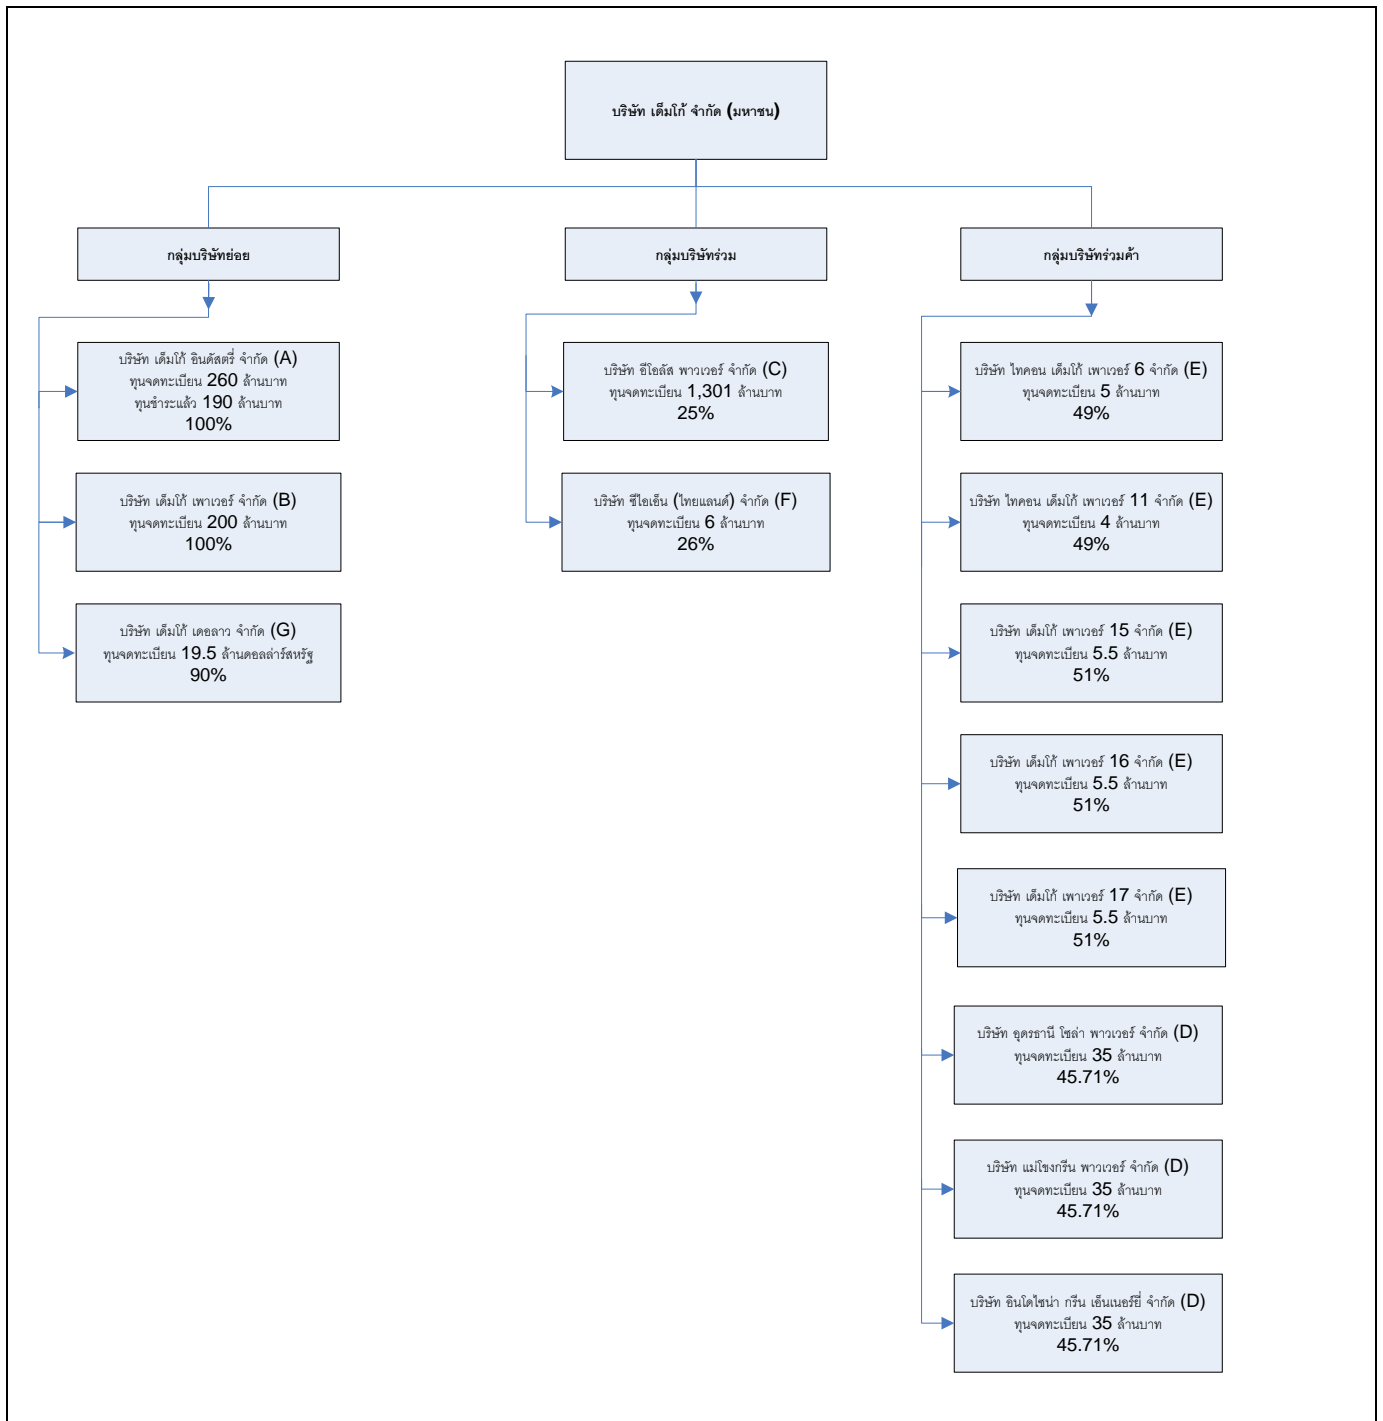 บริษัท เด็มโก้ จำกัด (มหาชน)
กลุ่มบริษัทย่อย
บริษัท เด็มโก้ อินดัสตรี่ จำกัด (A)
ทุนจดทะเบียน 260 ล้านบาท
ทุนชำระแล้ว 190 ล้านบาท
100%
บริษัท เด็มโก้ เพาเวอร์ จำกัด (B)
ทุนจดทะเบียน 200 ล้านบาท
100%
บริษัท เด็มโก้ เดอลาว จำกัด (G)
ทุนจดทะเบียน 19.5 ล้านดอลล่าร์สหรัฐ
90%
กลุ่มบริษัทร่วม
บริษัท อีโอลัส พาวเวอร์ จำกัด (C)
ทุนจดทะเบียน 1,301 ล้านบาท
25%
บริษัท ซีไอเอ็น (ไทยแลนด์) จำกัด (F)
ทุนจดทะเบียน 6 ล้านบาท
26%
กลุ่มบริษัทร่วมค้า
บริษัท ไทคอน เด็มโก้ เพาเวอร์ 6 จำกัด (E)
ทุนจดทะเบียน 5 ล้านบาท
49%
บริษัท ไทคอน เด็มโก้ เพาเวอร์ 11 จำกัด (E)
ทุนจดทะเบียน 4 ล้านบาท
49%
บริษัท เด็มโก้ เพาเวอร์ 15 จำกัด (E)
ทุนจดทะเบียน 5.5 ล้านบาท
51%
บริษัท เด็มโก้ เพาเวอร์ 16 จำกัด (E)
ทุนจดทะเบียน 5.5 ล้านบาท
51%
บริษัท เด็มโก้ เพาเวอร์ 17 จำกัด (E)
ทุนจดทะเบียน 5.5 ล้านบาท
51%
บริษัท อุดรธานี โซล่า พาวเวอร์ จำกัด (D)
ทุนจดทะเบียน 35 ล้านบาท
45.71%
บริษัท แม่โขงกรีน พาวเวอร์ จำกัด (D)
ทุนจดทะเบียน 35 ล้านบาท
45.71%
บริษัท อินโดไชน่า กรีน เอ็นเนอร์ยี่ จำกัด (D)
ทุนจดทะเบียน 35 ล้านบาท
45.71%